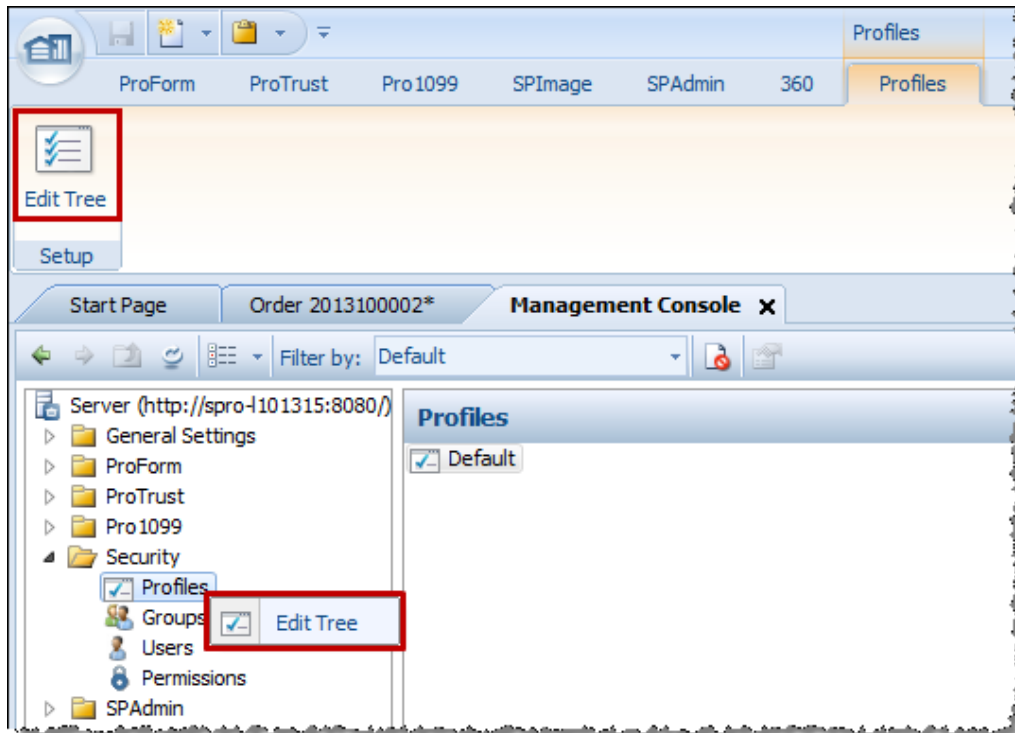 Profiles
ProForm ProTrust Pro1099 SPImage SPAdmin 360 Profiles
Edit Tree
Setup
Start Page Order 2013100002* Management Console
Filter by: Default
Server (http://spro-l101315:8080/)
Profiles
General Settings
Default
ProForm
ProTrust
Pro1099
Security
Profiles
Groups
Edit Tree
Users
Permissions
SPAdmin